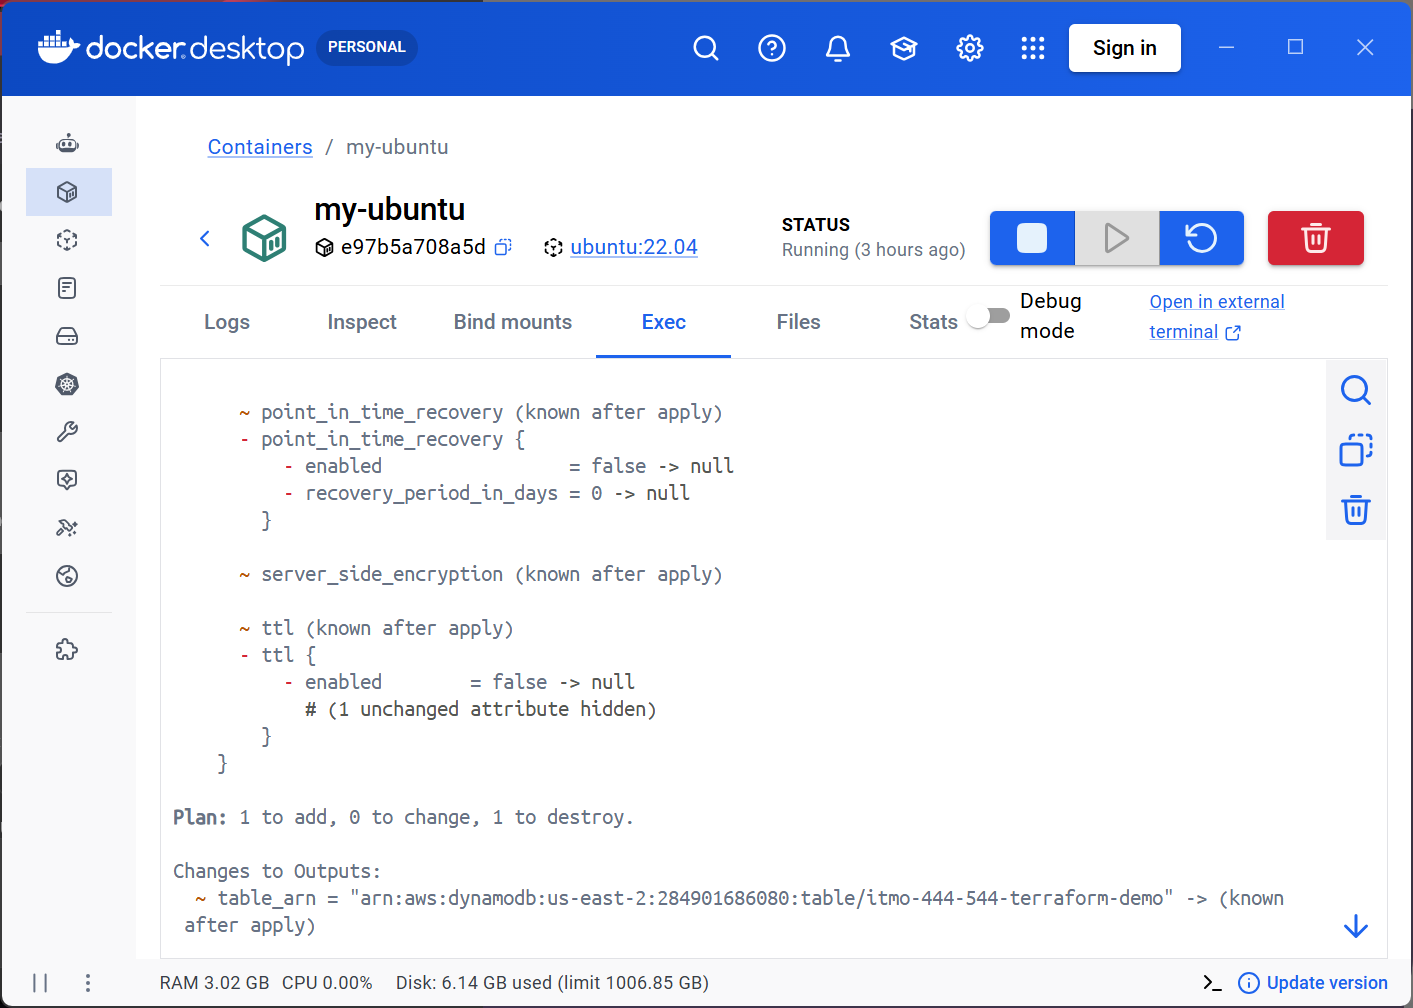 docker.desktop PERSONAL Sign in
Containers / my-ubuntu
my-ubuntu
e97b5a708a5d ubuntu:22.04
STATUS
Running (3 hours ago)
Logs Inspect Bind mounts Exec Files Stats
Debug mode
Open in external terminal
~ point_in_time_recovery (known after apply)
- point_in_time_recovery {
- enabled = false -> null
- recovery_period_in_days = 0 -> null
}
~ server_side_encryption (known after apply)
~ ttl (known after apply)
- ttl {
- enabled = false -> null
# (1 unchanged attribute hidden)
}
}
Plan: 1 to add, 0 to change, 1 to destroy.
Changes to Outputs:
~ table_arn = "arn:aws:dynamodb:us-east-2:284901686080:table/itmo-444-544-terraform-demo" -> (known
after apply)
RAM 3.02 GB CPU 0.00% Disk: 6.14 GB used (limit 1006.85 GB) Update version